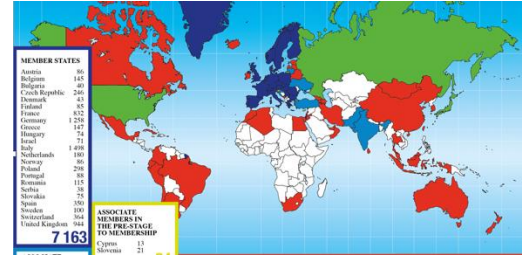 MEMBER STATES
Austria 86
Belgium 145
Bulgaria 40
Czech Republic 246
Denmark 43
Finland 85
France 832
Germany 1 258
Greece 147
Hungary 74
Israel 71
Italy 1 498
Netherlands 180
Norway 86
Poland 298
Portugal 88
Romania 115
Serbia 38
Slovakia 75
Spain 350
Sweden 100
Switzerland 364
United Kingdom 944
7 163
ASSOCIATE
MEMBERS IN
THE PRE-STAGE
TO MEMBERSHIP
Cyprus 13
Slovenia 21